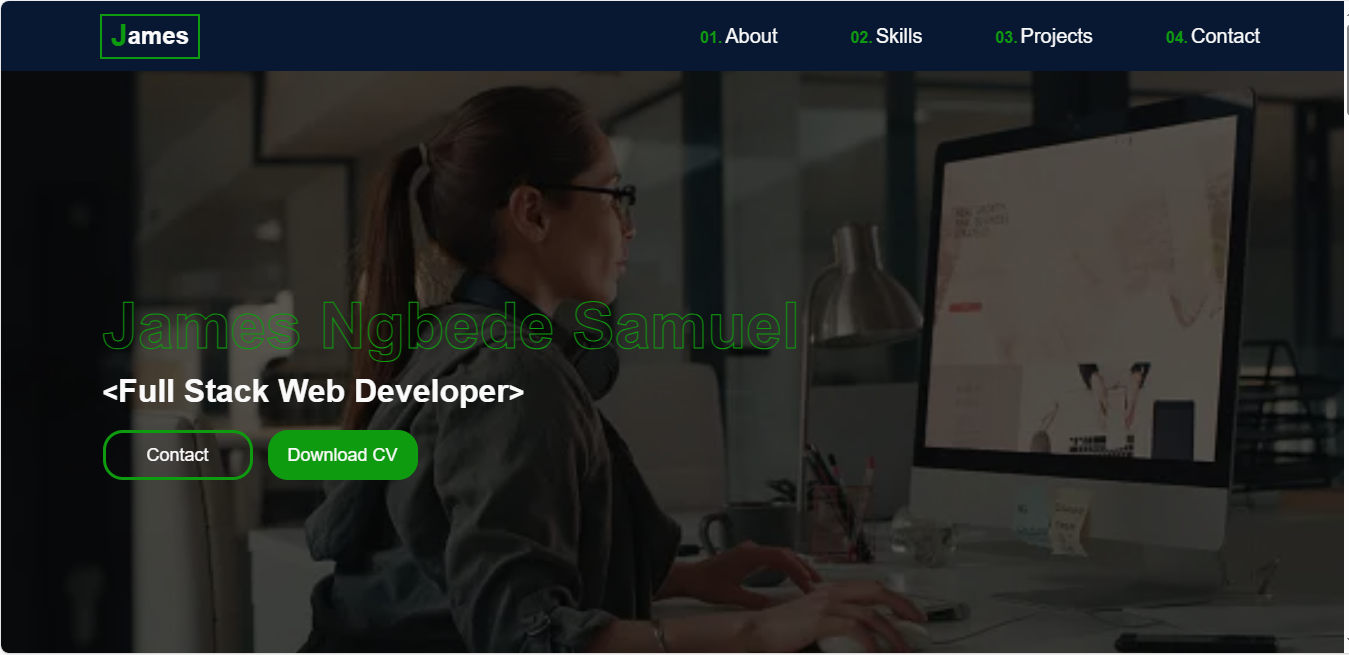 James
01. About
02. Skills
03. Projects
04. Contact
James Ngbede Samuel
<Full Stack Web Developer>
Contact
Download CV